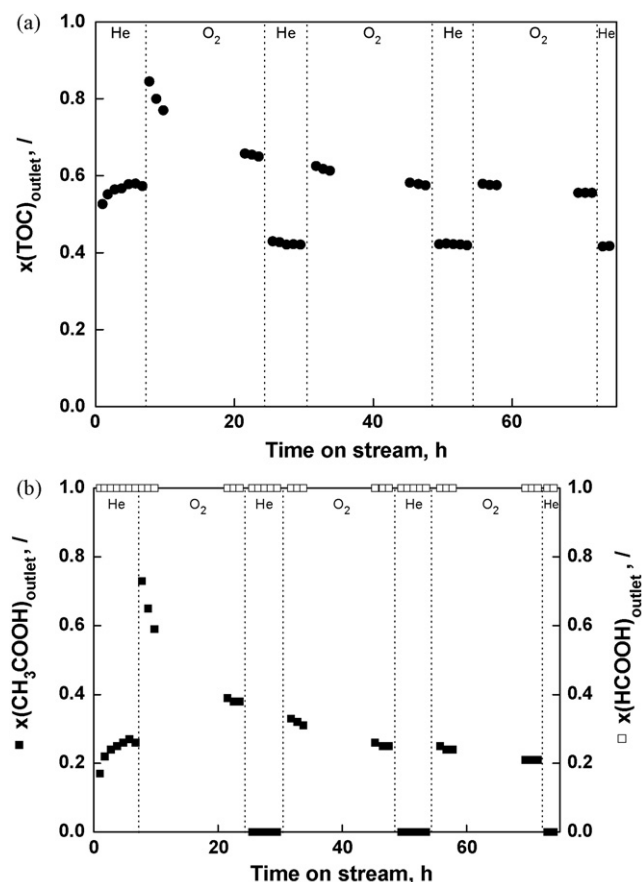 (a)
He O₂ He O₂ He O₂ He
1.0
0.8
0.6
0.4
0.2
0.0
x(TOC)outlet, /
0 20 40 60
Time on stream, h
(b)
He O₂ He O₂ He O₂ He
1.0 1.0
0.8 0.8
0.6 0.6
0.4 0.4
0.2 0.2
0.0 0.0
x(CH₃COOH)outlet, /
x(HCOOH)outlet, /
0 20 40 60
Time on stream, h